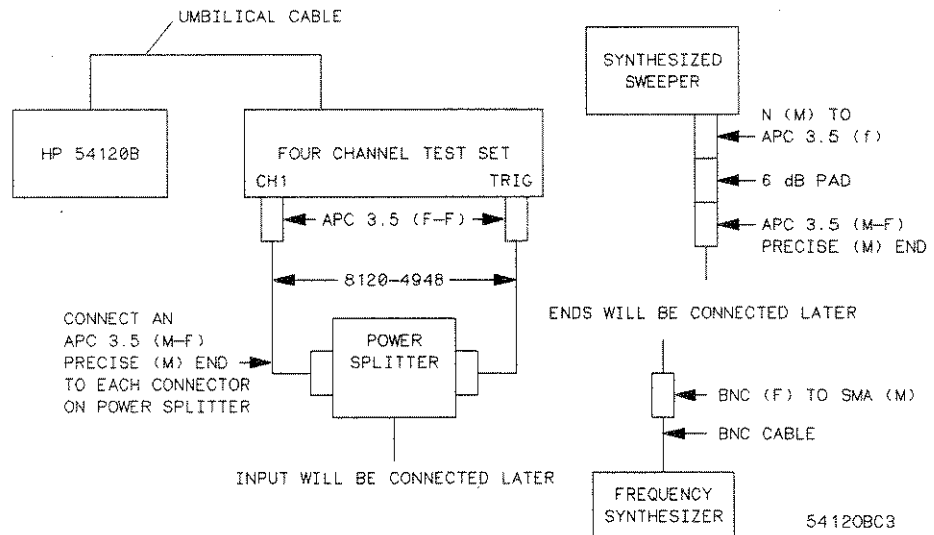 UMBILICAL CABLE
HP 54120B
FOUR CHANNEL TEST SET
CH1
TRIG
APC 3.5 (F-F)
8120-4948
CONNECT AN
APC 3.5 (M-F)
PRECISE (M) END
TO EACH CONNECTOR
ON POWER SPLITTER
POWER
SPLITTER
INPUT WILL BE CONNECTED LATER
SYNTHESIZED
SWEEPER
N (M) TO
APC 3.5 (f)
6 dB PAD
APC 3.5 (M-F)
PRECISE (M) END
ENDS WILL BE CONNECTED LATER
BNC (F) TO SMA (M)
BNC CABLE
FREQUENCY
SYNTHESIZER
54120BC3